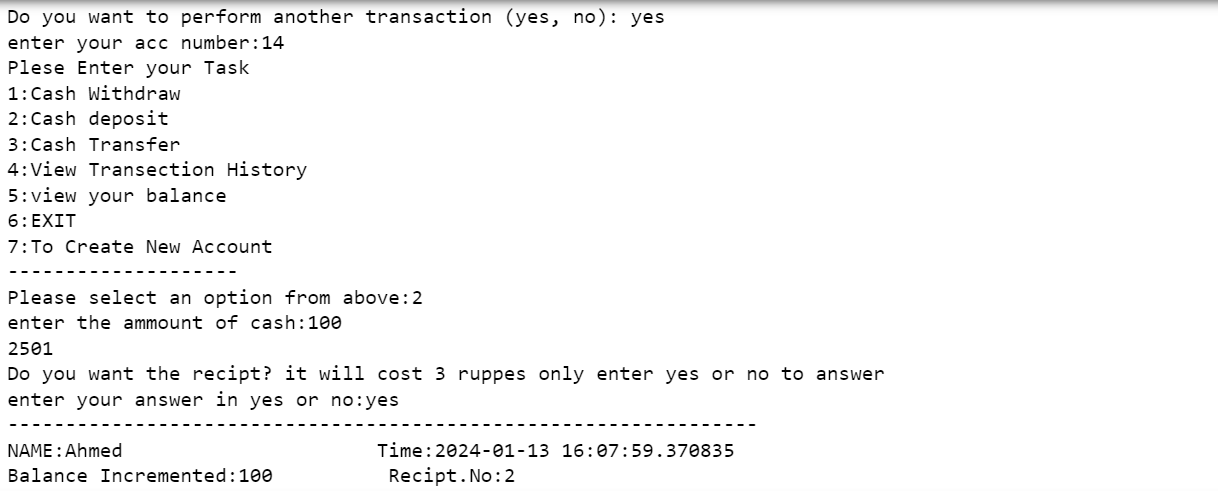 Do you want to perform another transaction (yes, no): yes
enter your acc number:14
Plese Enter your Task
1:Cash Withdraw
2:Cash deposit
3:Cash Transfer
4:View Transection History
5:view your balance
6:EXIT
7:To Create New Account
--------------------
Please select an option from above:2
enter the ammount of cash:100
2501
Do you want the recipt? it will cost 3 ruppes only enter yes or no to answer
enter your answer in yes or no:yes
-----------------------------------------------------------------
NAME:Ahmed                      Time:2024-01-13 16:07:59.370835
Balance Incremented:100          Recipt.No:2